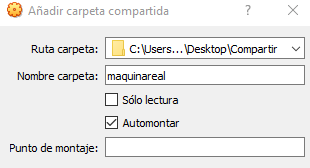 Añadir carpeta compartida ? ×
Ruta carpeta: C:\Users...\Desktop\Compartir
Nombre carpeta: maquinareal
Sólo lectura
Automontar
Punto de montaje: